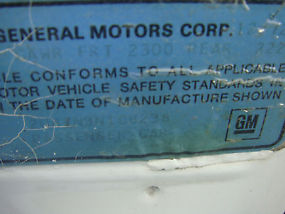 GENERAL MOTORS CORP.
FRT 2300 REAR
LE CONFORMS TO ALL APPLICABLE
OTOR VEHICLE SAFETY STANDARDS IN
N THE DATE OF MANUFACTURE SHOWN
GM